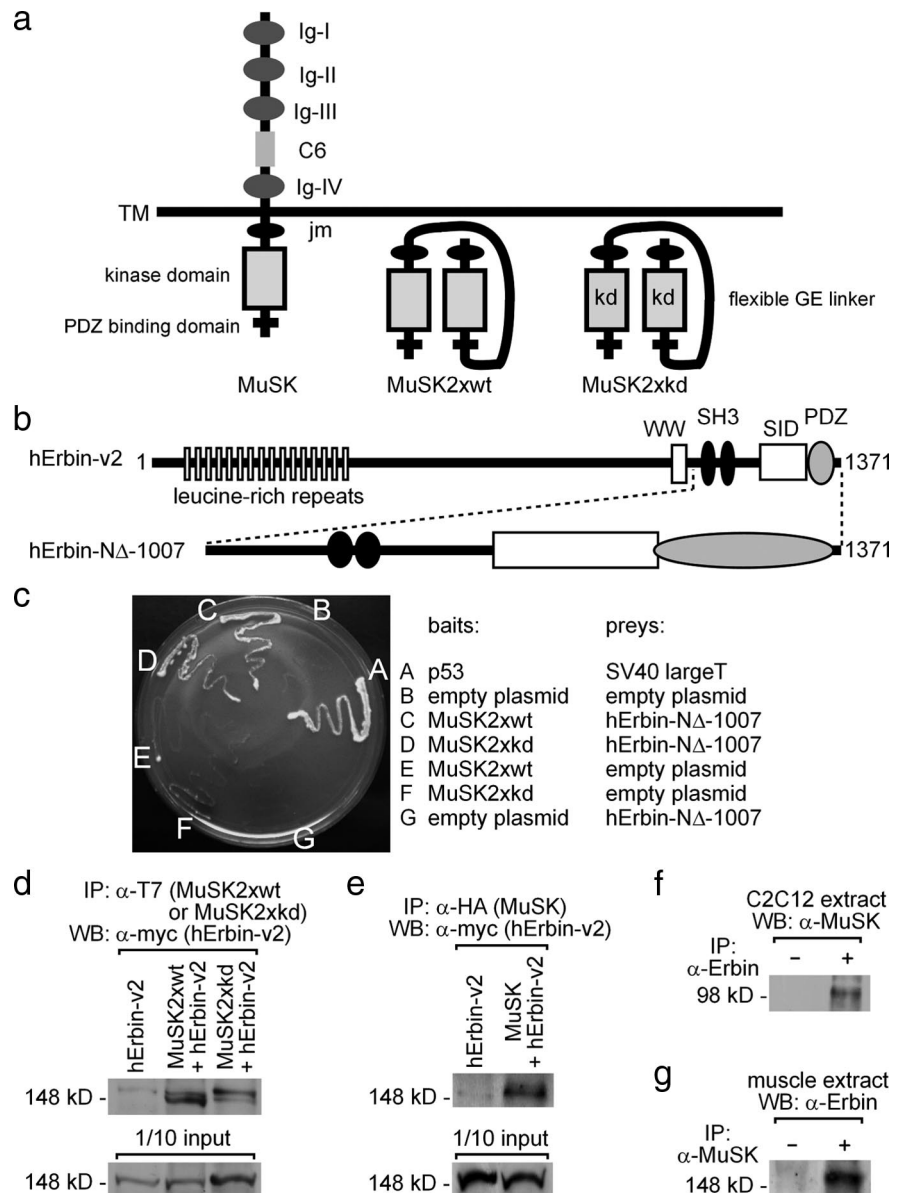 a
Ig-I
Ig-II
Ig-III
C6
Ig-IV
TM
jm
kinase domain
kd kd
flexible GE linker
PDZ binding domain
MuSK
MuSK2xwt
MuSK2xkd
b
WW SH3 SID PDZ
hErbin-v2 1 1371
leucine-rich repeats
hErbin-NΔ-1007 1371
c
A
B
C
D
E
F
G
baits: preys:
A p53 SV40 largeT
B empty plasmid empty plasmid
C MuSK2xwt hErbin-NΔ-1007
D MuSK2xkd hErbin-NΔ-1007
E MuSK2xwt empty plasmid
F MuSK2xkd empty plasmid
G empty plasmid hErbin-NΔ-1007
d
IP: α-T7 (MuSK2xwt
or MuSK2xkd)
WB: α-myc (hErbin-v2)
hErbin-v2
MuSK2xwt
+ hErbin-v2
MuSK2xkd
+ hErbin-v2
148 kD -
1/10 input
148 kD -
e
IP: α-HA (MuSK)
WB: α-myc (hErbin-v2)
hErbin-v2
MuSK
+ hErbin-v2
148 kD -
1/10 input
148 kD -
f
C2C12 extract
WB: α-MuSK
IP:
α-Erbin − +
98 kD -
g
muscle extract
WB: α-Erbin
IP:
α-MuSK − +
148 kD -